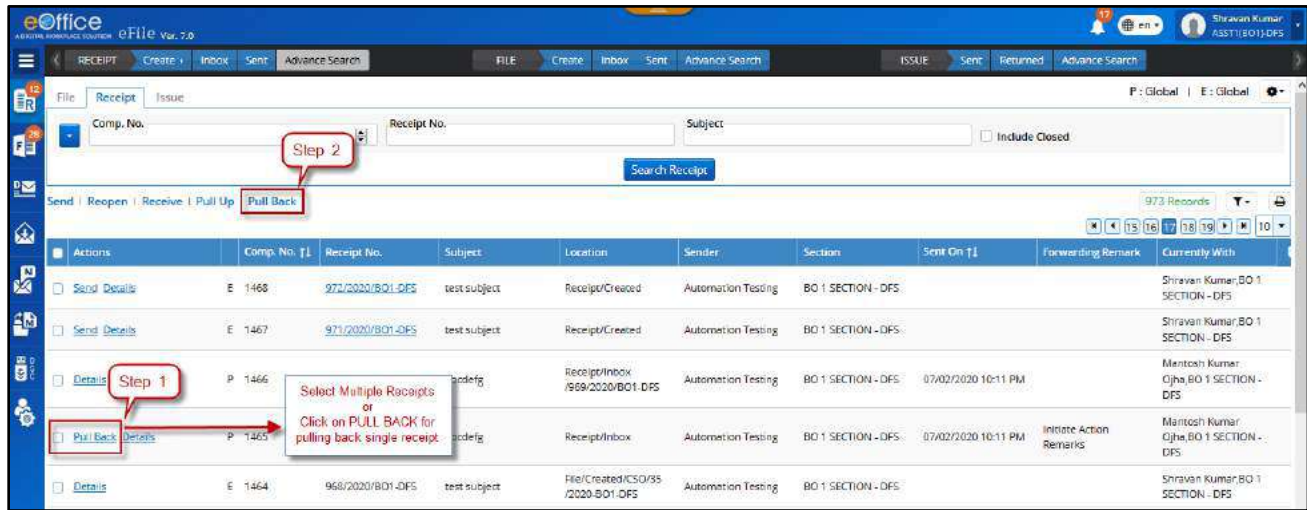 eOffice eFile Ver. 7.0
A DIGITAL WORKPLACE SOLUTION
17 en Shravan Kumar
ASST1(BO1)-DFS
RECEIPT Create Inbox Sent Advance Search FILE Create Inbox Sent Advance Search ISSUE Sent Returned Advance Search
12
28
File Receipt Issue P : Global | E : Global
Comp. No. Receipt No. Subject Include Closed
Step 2
Search Receipt
Send | Reopen | Receive | Pull Up Pull Back 973 Records
15 16 17 18 19 10
Actions Comp. No. Receipt No. Subject Location Sender Section Sent On Forwarding Remark Currently With
Send Details E 1468 972/2020/BO1-DFS test subject Receipt/Created Automation Testing BO 1 SECTION - DFS Shravan Kumar,BO 1
SECTION - DFS
Send Details E 1467 971/2020/BO1-DFS test subject Receipt/Created Automation Testing BO 1 SECTION - DFS Shravan Kumar,BO 1
SECTION - DFS
Details P 1466 bcdefg Receipt/Inbox
/969/2020/BO1-DFS Automation Testing BO 1 SECTION - DFS 07/02/2020 10:11 PM Mantosh Kumar
Ojha,BO 1 SECTION -
DFS
Step 1
Select Multiple Receipts
or
Click on PULL BACK for
pulling back single receipt
Pull Back Details P 1465 bcdefg Receipt/Inbox Automation Testing BO 1 SECTION - DFS 07/02/2020 10:11 PM Initiate Action
Remarks Mantosh Kumar
Ojha,BO 1 SECTION -
DFS
Details E 1464 968/2020/BO1-DFS test subject File/Created/CSO/35
/2020-BO1-DFS Automation Testing BO 1 SECTION - DFS Shravan Kumar,BO 1
SECTION - DFS